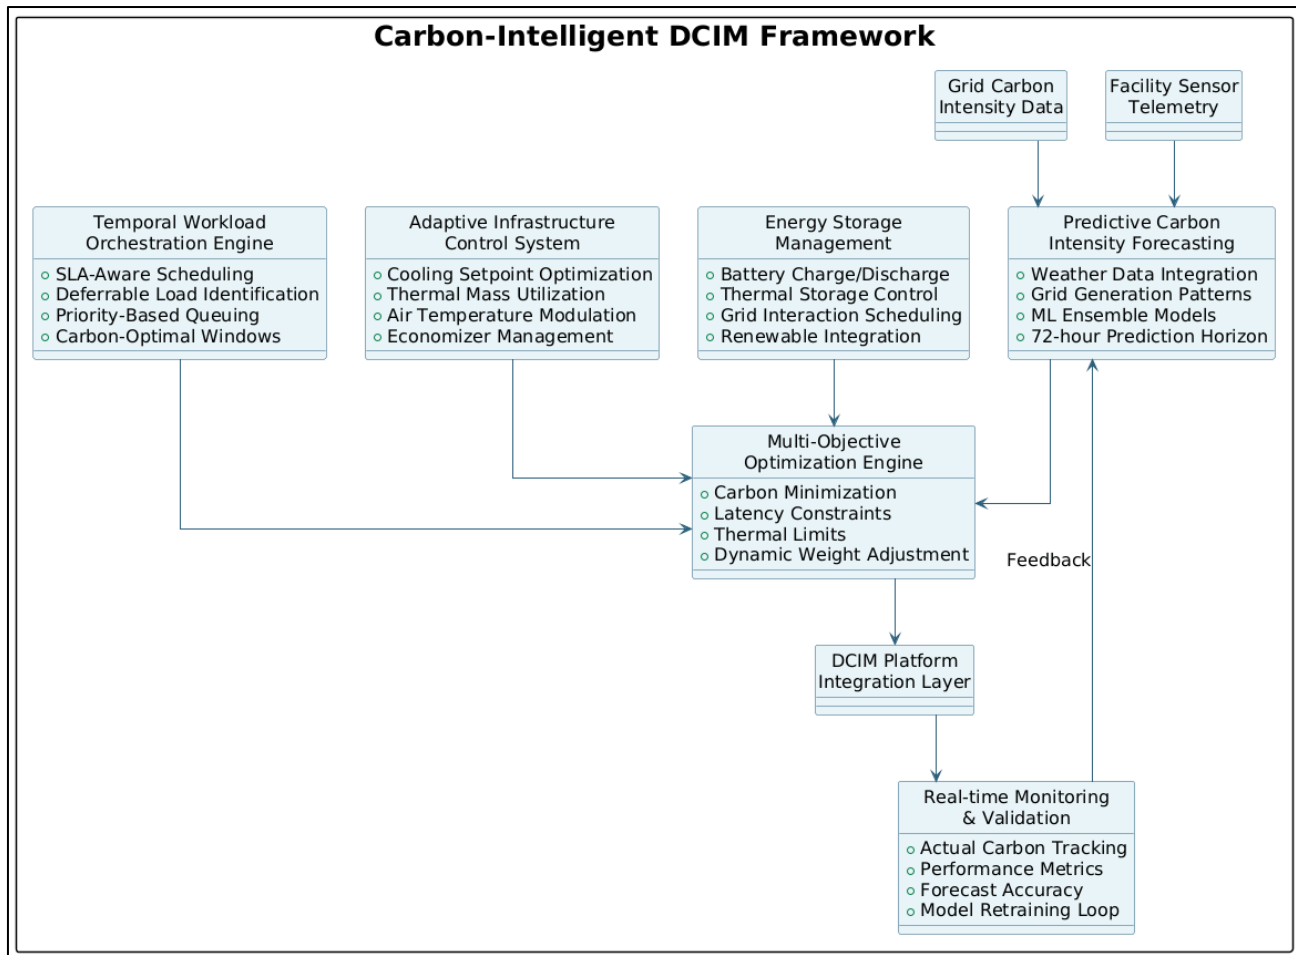 Carbon-Intelligent DCIM Framework
Grid Carbon
Intensity Data
Facility Sensor
Telemetry
Temporal Workload
Orchestration Engine
SLA-Aware Scheduling
Deferrable Load Identification
Priority-Based Queuing
Carbon-Optimal Windows
Adaptive Infrastructure
Control System
Cooling Setpoint Optimization
Thermal Mass Utilization
Air Temperature Modulation
Economizer Management
Energy Storage
Management
Battery Charge/Discharge
Thermal Storage Control
Grid Interaction Scheduling
Renewable Integration
Predictive Carbon
Intensity Forecasting
Weather Data Integration
Grid Generation Patterns
ML Ensemble Models
72-hour Prediction Horizon
Multi-Objective
Optimization Engine
Carbon Minimization
Latency Constraints
Thermal Limits
Dynamic Weight Adjustment
Feedback
DCIM Platform
Integration Layer
Real-time Monitoring
& Validation
Actual Carbon Tracking
Performance Metrics
Forecast Accuracy
Model Retraining Loop